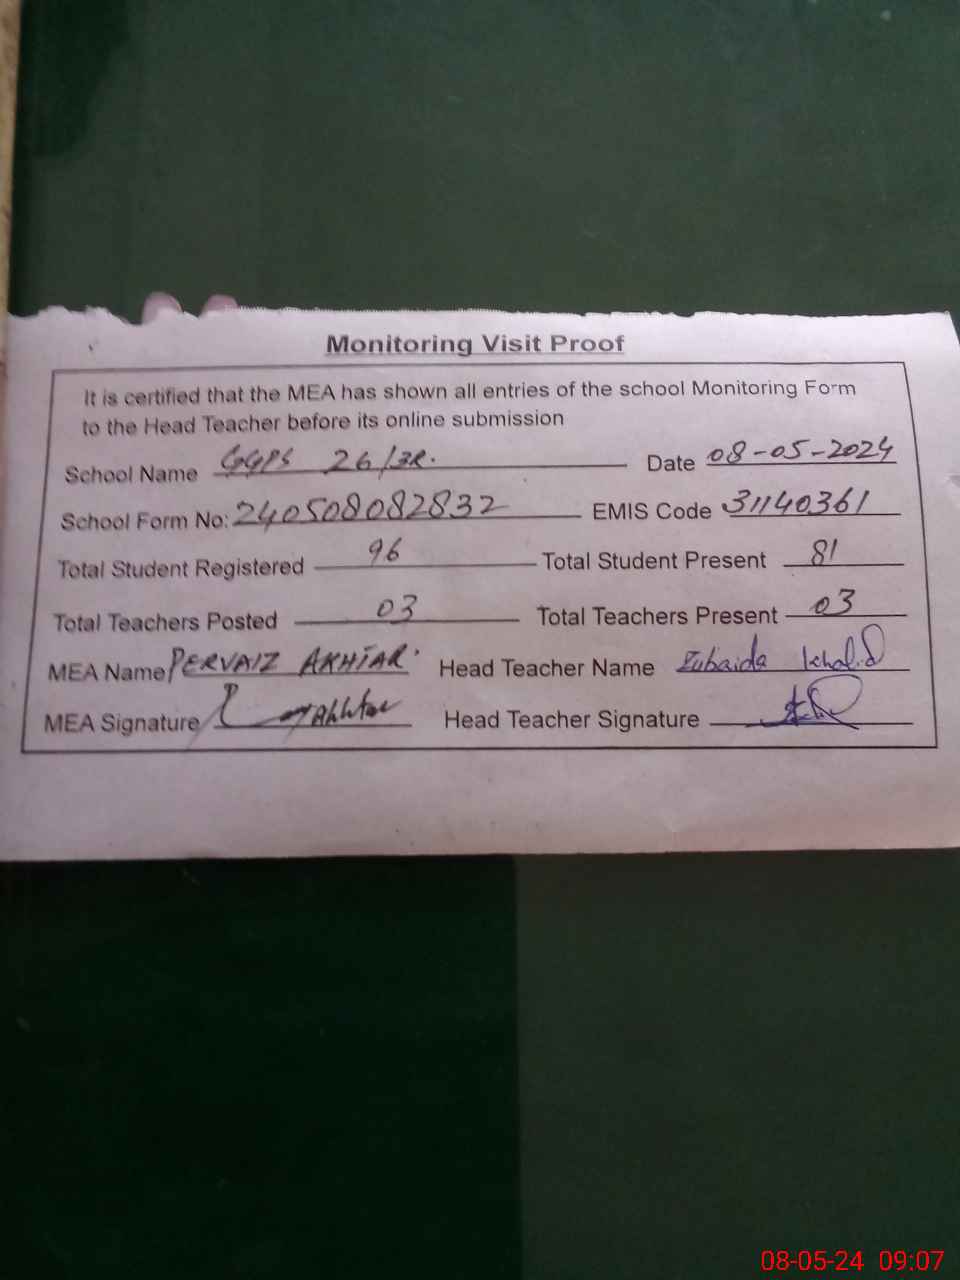 Monitoring Visit Proof
It is certified that the MEA has shown all entries of the school Monitoring Form
to the Head Teacher before its online submission
School Name GGPS 26/3R. Date 08-05-2024
School Form No: 240508082832 EMIS Code 31140361
Total Student Registered 96 Total Student Present 81
Total Teachers Posted 03 Total Teachers Present 03
MEA Name PERVAIZ AKHTAR Head Teacher Name Zubaida Khalid
MEA Signature P Akhtar Head Teacher Signature
08-05-24 09:07